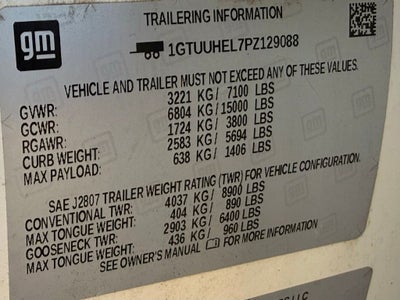 TRAILERING INFORMATION
gm
1GTUUHEL7PZ129088
VEHICLE AND TRAILER MUST NOT EXCEED ANY OF THESE VALUES.
GVWR: 3221 KG/ 7100 LBS
GCWR: 6804 KG/ 15000 LBS
RGAWR: 1724 KG/ 3800 LBS
CURB WEIGHT: 2583 KG/ 5694 LBS
MAX PAYLOAD: 638 KG/ 1406 LBS
SAE J2807 TRAILER WEIGHT RATING (TWR) FOR VEHICLE CONFIGURATION.
CONVENTIONAL TWR: 4037 KG/ 8900 LBS
MAX TONGUE WEIGHT: 404 KG/ 890 LBS
GOOSENECK TWR: 2903 KG/ 6400 LBS
MAX TONGUE WEIGHT: 436 KG/ 960 LBS
SEE OWNER'S MANUAL FOR MORE INFORMATION
LLC